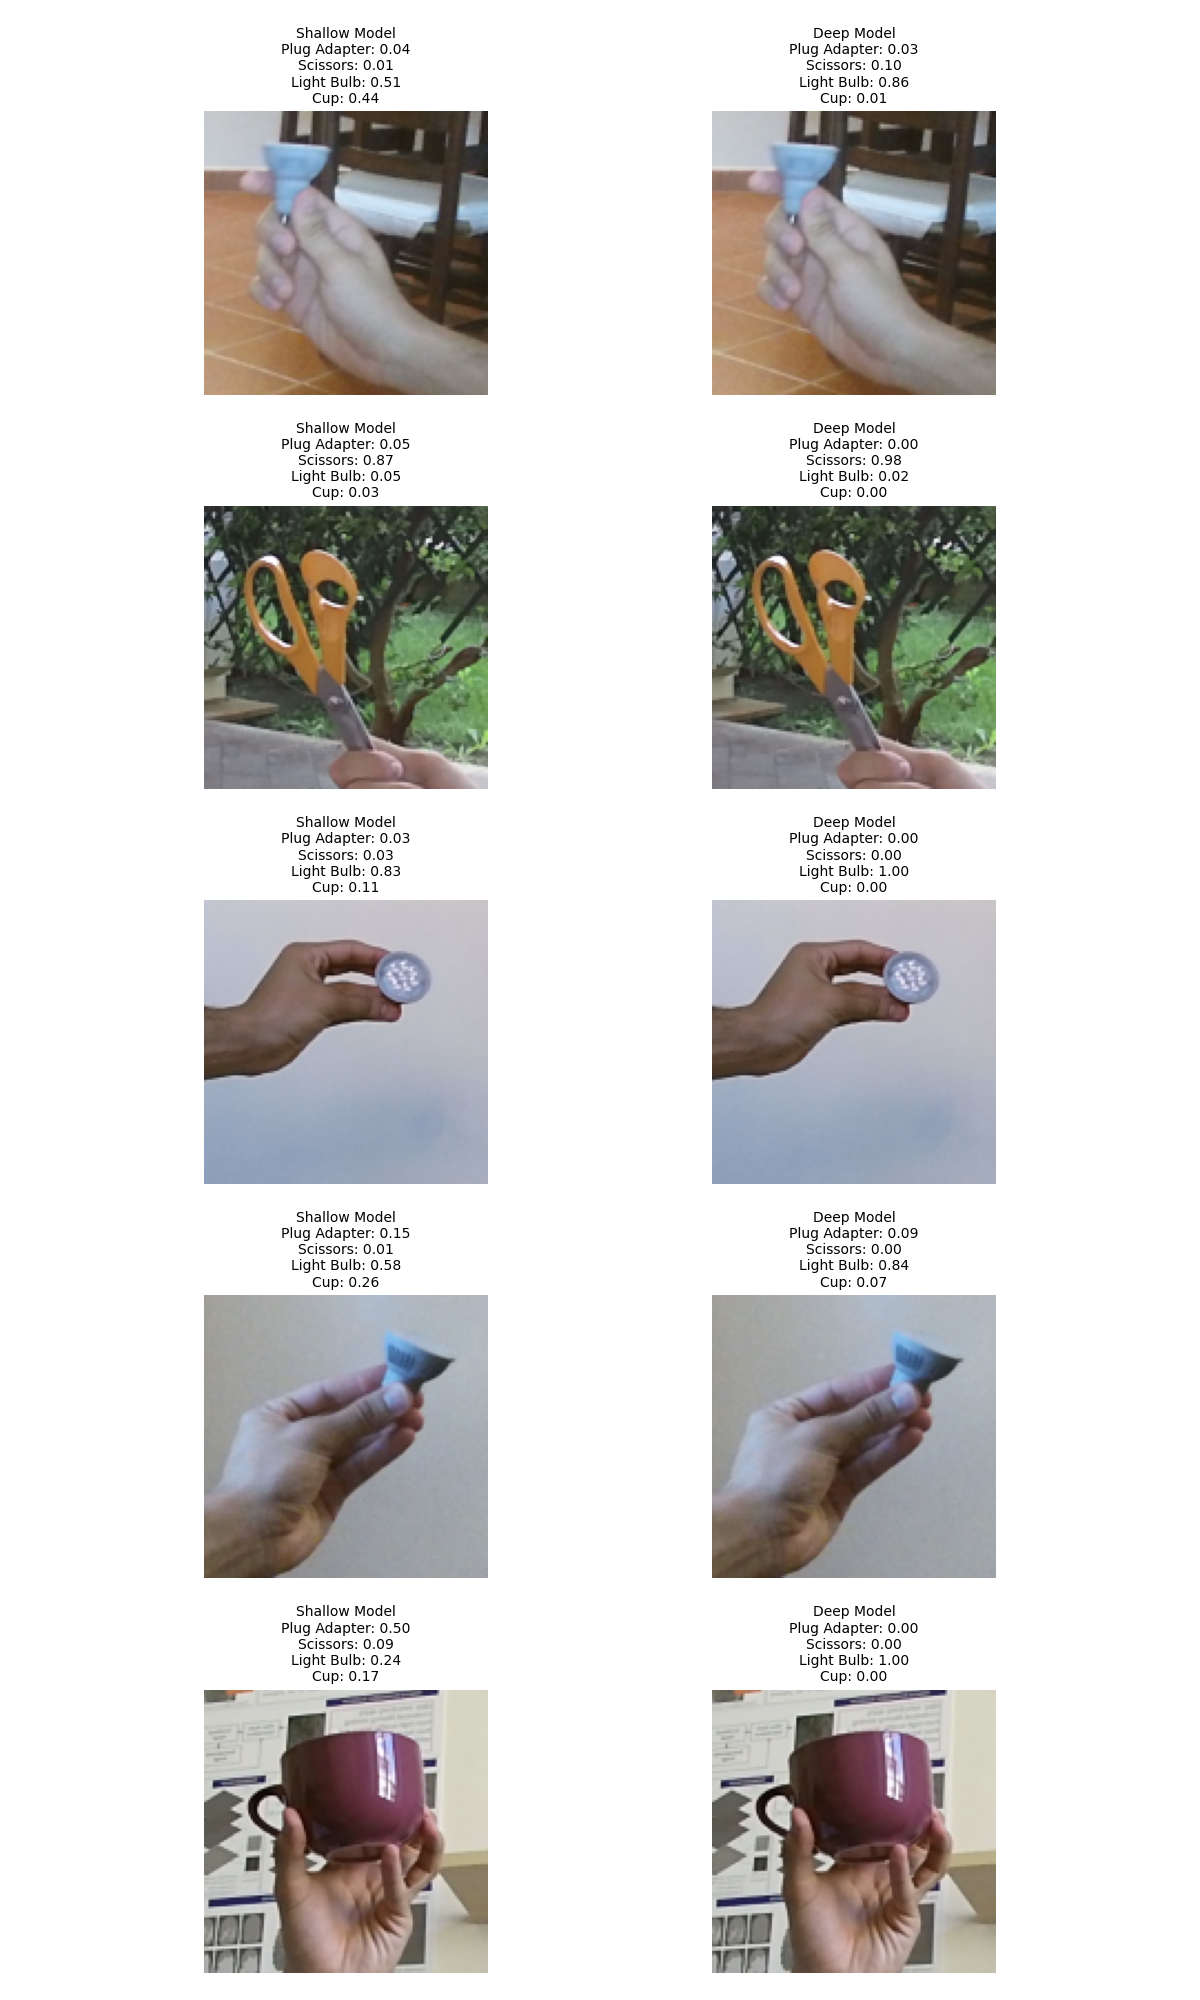 Shallow Model
Plug Adapter: 0.04
Scissors: 0.01
Light Bulb: 0.51
Cup: 0.44
Deep Model
Plug Adapter: 0.03
Scissors: 0.10
Light Bulb: 0.86
Cup: 0.01
Shallow Model
Plug Adapter: 0.05
Scissors: 0.87
Light Bulb: 0.05
Cup: 0.03
Deep Model
Plug Adapter: 0.00
Scissors: 0.98
Light Bulb: 0.02
Cup: 0.00
Shallow Model
Plug Adapter: 0.03
Scissors: 0.03
Light Bulb: 0.83
Cup: 0.11
Deep Model
Plug Adapter: 0.00
Scissors: 0.00
Light Bulb: 1.00
Cup: 0.00
Shallow Model
Plug Adapter: 0.15
Scissors: 0.01
Light Bulb: 0.58
Cup: 0.26
Deep Model
Plug Adapter: 0.09
Scissors: 0.00
Light Bulb: 0.84
Cup: 0.07
Shallow Model
Plug Adapter: 0.50
Scissors: 0.09
Light Bulb: 0.24
Cup: 0.17
Deep Model
Plug Adapter: 0.00
Scissors: 0.00
Light Bulb: 1.00
Cup: 0.00